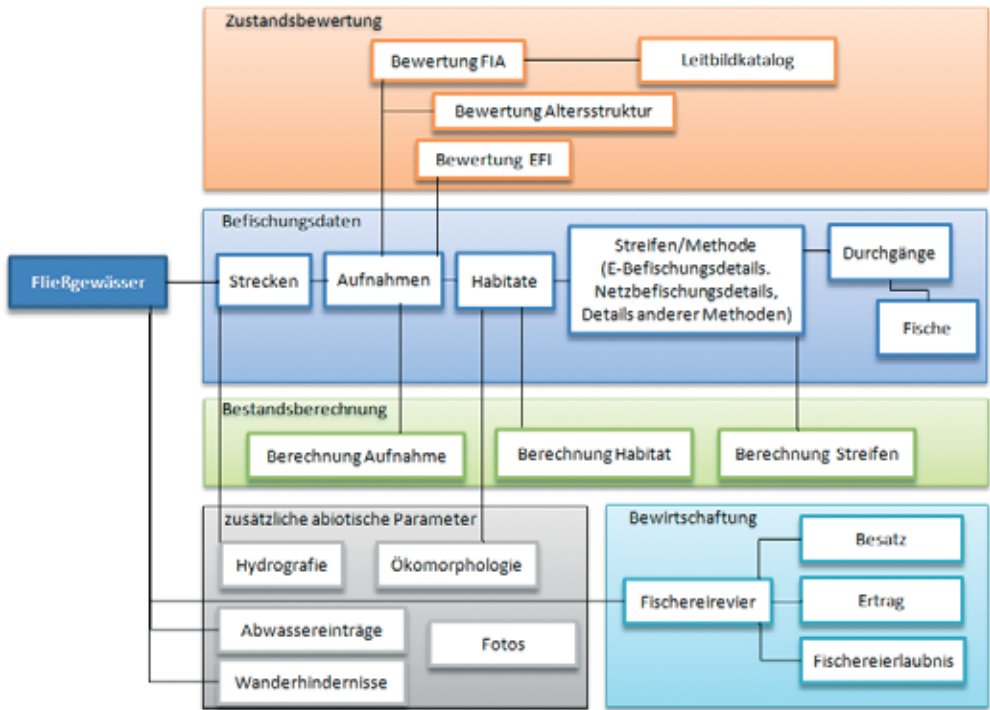 Zustandsbewertung
Bewertung FIA
Leitbildkatalog
Bewertung Altersstruktur
Bewertung EFI
Befischungsdaten
Fließgewässer
Strecken
Aufnahmen
Habitate
Streifen/Methode
(E-Befischungsdetails.
Netzbefischungsdetails,
Details anderer Methoden)
Durchgänge
Fische
Bestandsberechnung
Berechnung Aufnahme
Berechnung Habitat
Berechnung Streifen
zusätzliche abiotische Parameter
Hydrografie
Ökomorphologie
Abwassereinträge
Fotos
Wanderhindernisse
Bewirtschaftung
Fischereirevier
Besatz
Ertrag
Fischereierlaubnis